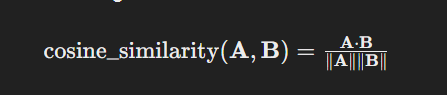 cosine_similarity(A, B) = A·B / ‖A‖‖B‖